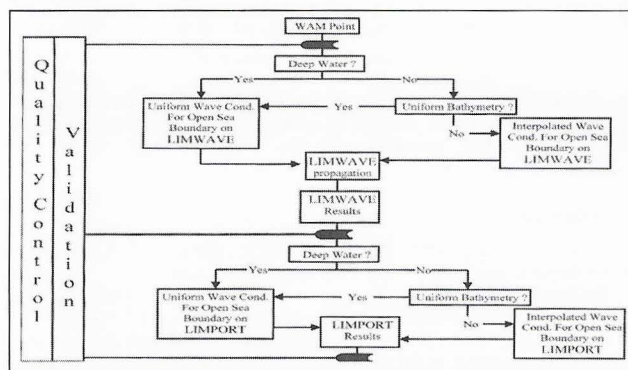 Quality Control
Validation
WAM Point
Deep Water ?
Yes
No
Uniform Wave Cond.
For Open Sea
Boundary on
LIMWAVE
Yes
Uniform Bathymetry ?
No
Interpolated Wave
Cond. For Open Sea
Boundary on
LIMWAVE
LIMWAVE
propagation
LIMWAVE
Results
Deep Water ?
Yes
No
Uniform Wave Cond.
For Open Sea
Boundary on
LIMPORT
Yes
Uniform Bathymetry ?
No
Interpolated Wave
Cond. For Open Sea
Boundary on
LIMPORT
LIMPORT
Results